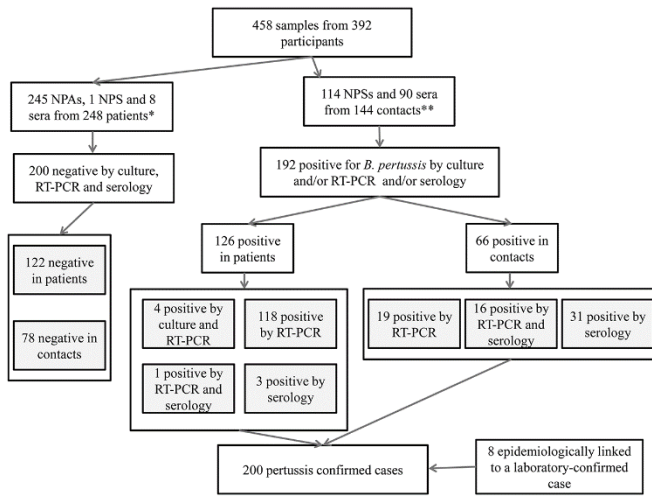 458 samples from 392
participants
245 NPAs, 1 NPS and 8
sera from 248 patients*
114 NPSs and 90 sera
from 144 contacts**
200 negative by culture,
RT-PCR and serology
192 positive for B. pertussis by culture
and/or RT-PCR and/or serology
122 negative
in patients
78 negative in
contacts
126 positive
in patients
66 positive in
contacts
4 positive by
culture and
RT-PCR
118 positive
by RT-PCR
1 positive by
RT-PCR and
serology
3 positive by
serology
19 positive
by RT-PCR
16 positive
by RT-PCR
and serology
31 positive by
serology
200 pertussis confirmed cases
8 epidemiologically linked
to a laboratory-confirmed
case